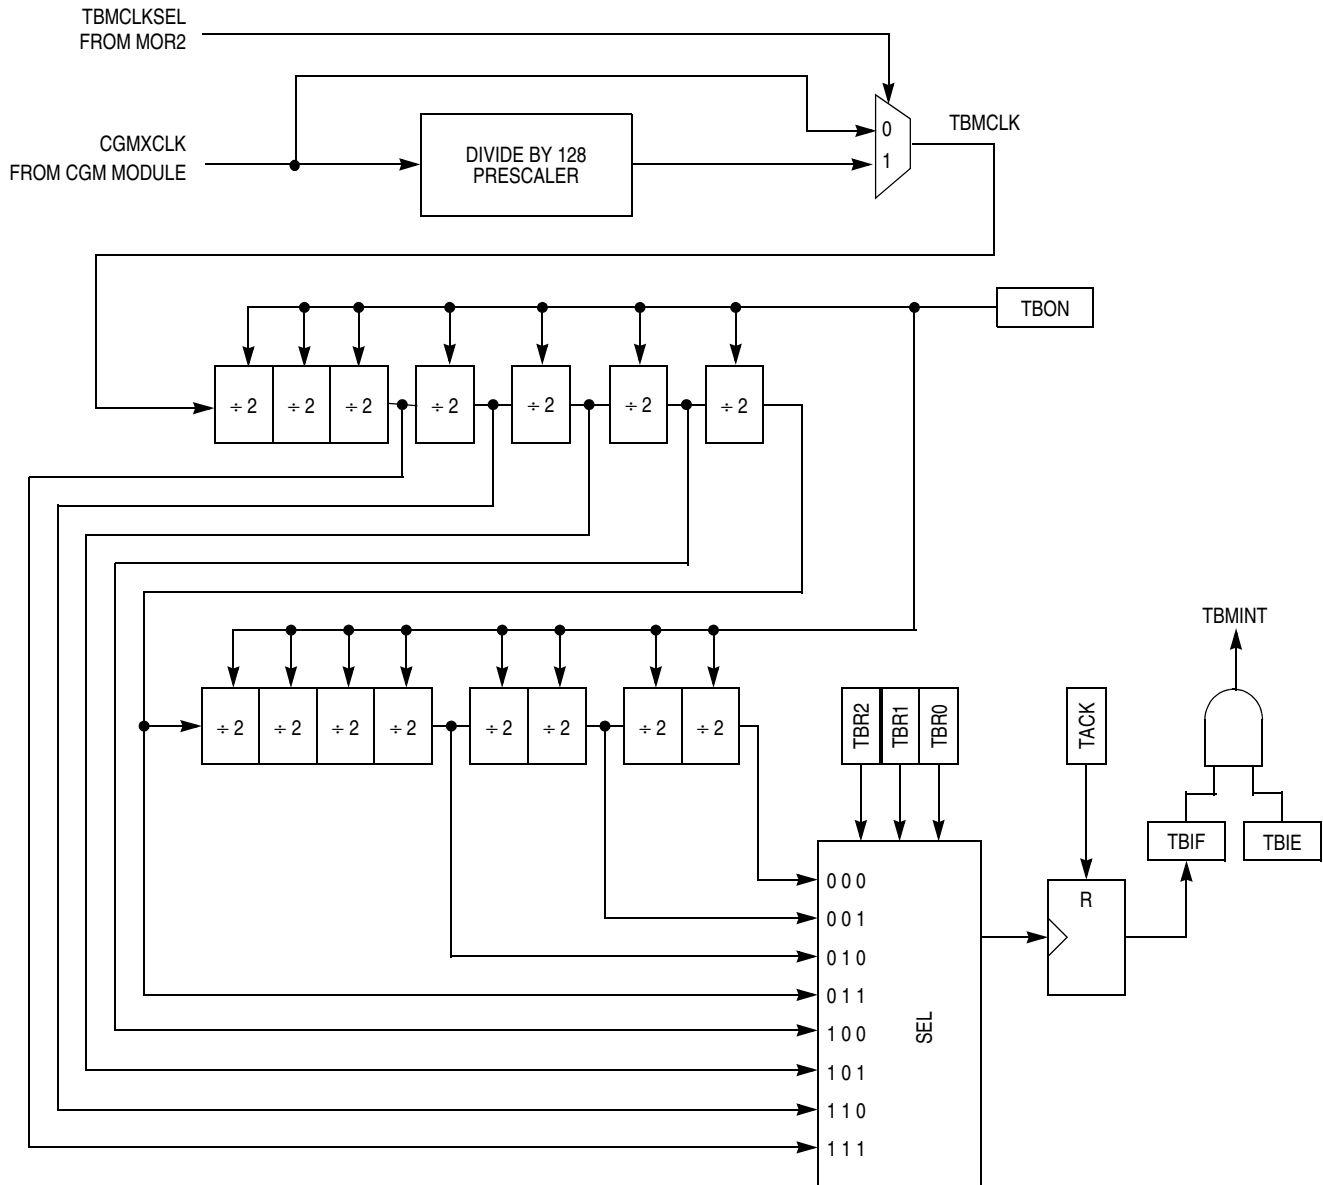 TBMCLKSEL
FROM MOR2
CGMXCLK
FROM CGM MODULE
DIVIDE BY 128
PRESCALER
0
1
TBMCLK
TBON
÷ 2
÷ 2
÷ 2
÷ 2
÷ 2
÷ 2
÷ 2
TBMINT
÷ 2
÷ 2
÷ 2
÷ 2
÷ 2
÷ 2
÷ 2
÷ 2
TBR2
TBR1
TBR0
TACK
TBIF
TBIE
0 0 0
0 0 1
0 1 0
0 1 1
1 0 0
1 0 1
1 1 0
1 1 1
SEL
R